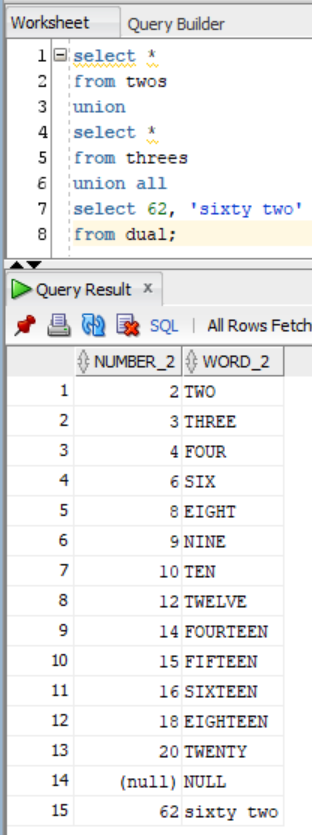 Worksheet Query Builder
1 select *
2 from twos
3 union
4 select *
5 from threes
6 union all
7 select 62, 'sixty two'
8 from dual;
Query Result x
SQL | All Rows Fetch
NUMBER_2 WORD_2
1 2 TWO
2 3 THREE
3 4 FOUR
4 6 SIX
5 8 EIGHT
6 9 NINE
7 10 TEN
8 12 TWELVE
9 14 FOURTEEN
10 15 FIFTEEN
11 16 SIXTEEN
12 18 EIGHTEEN
13 20 TWENTY
14 (null) NULL
15 62 sixty two